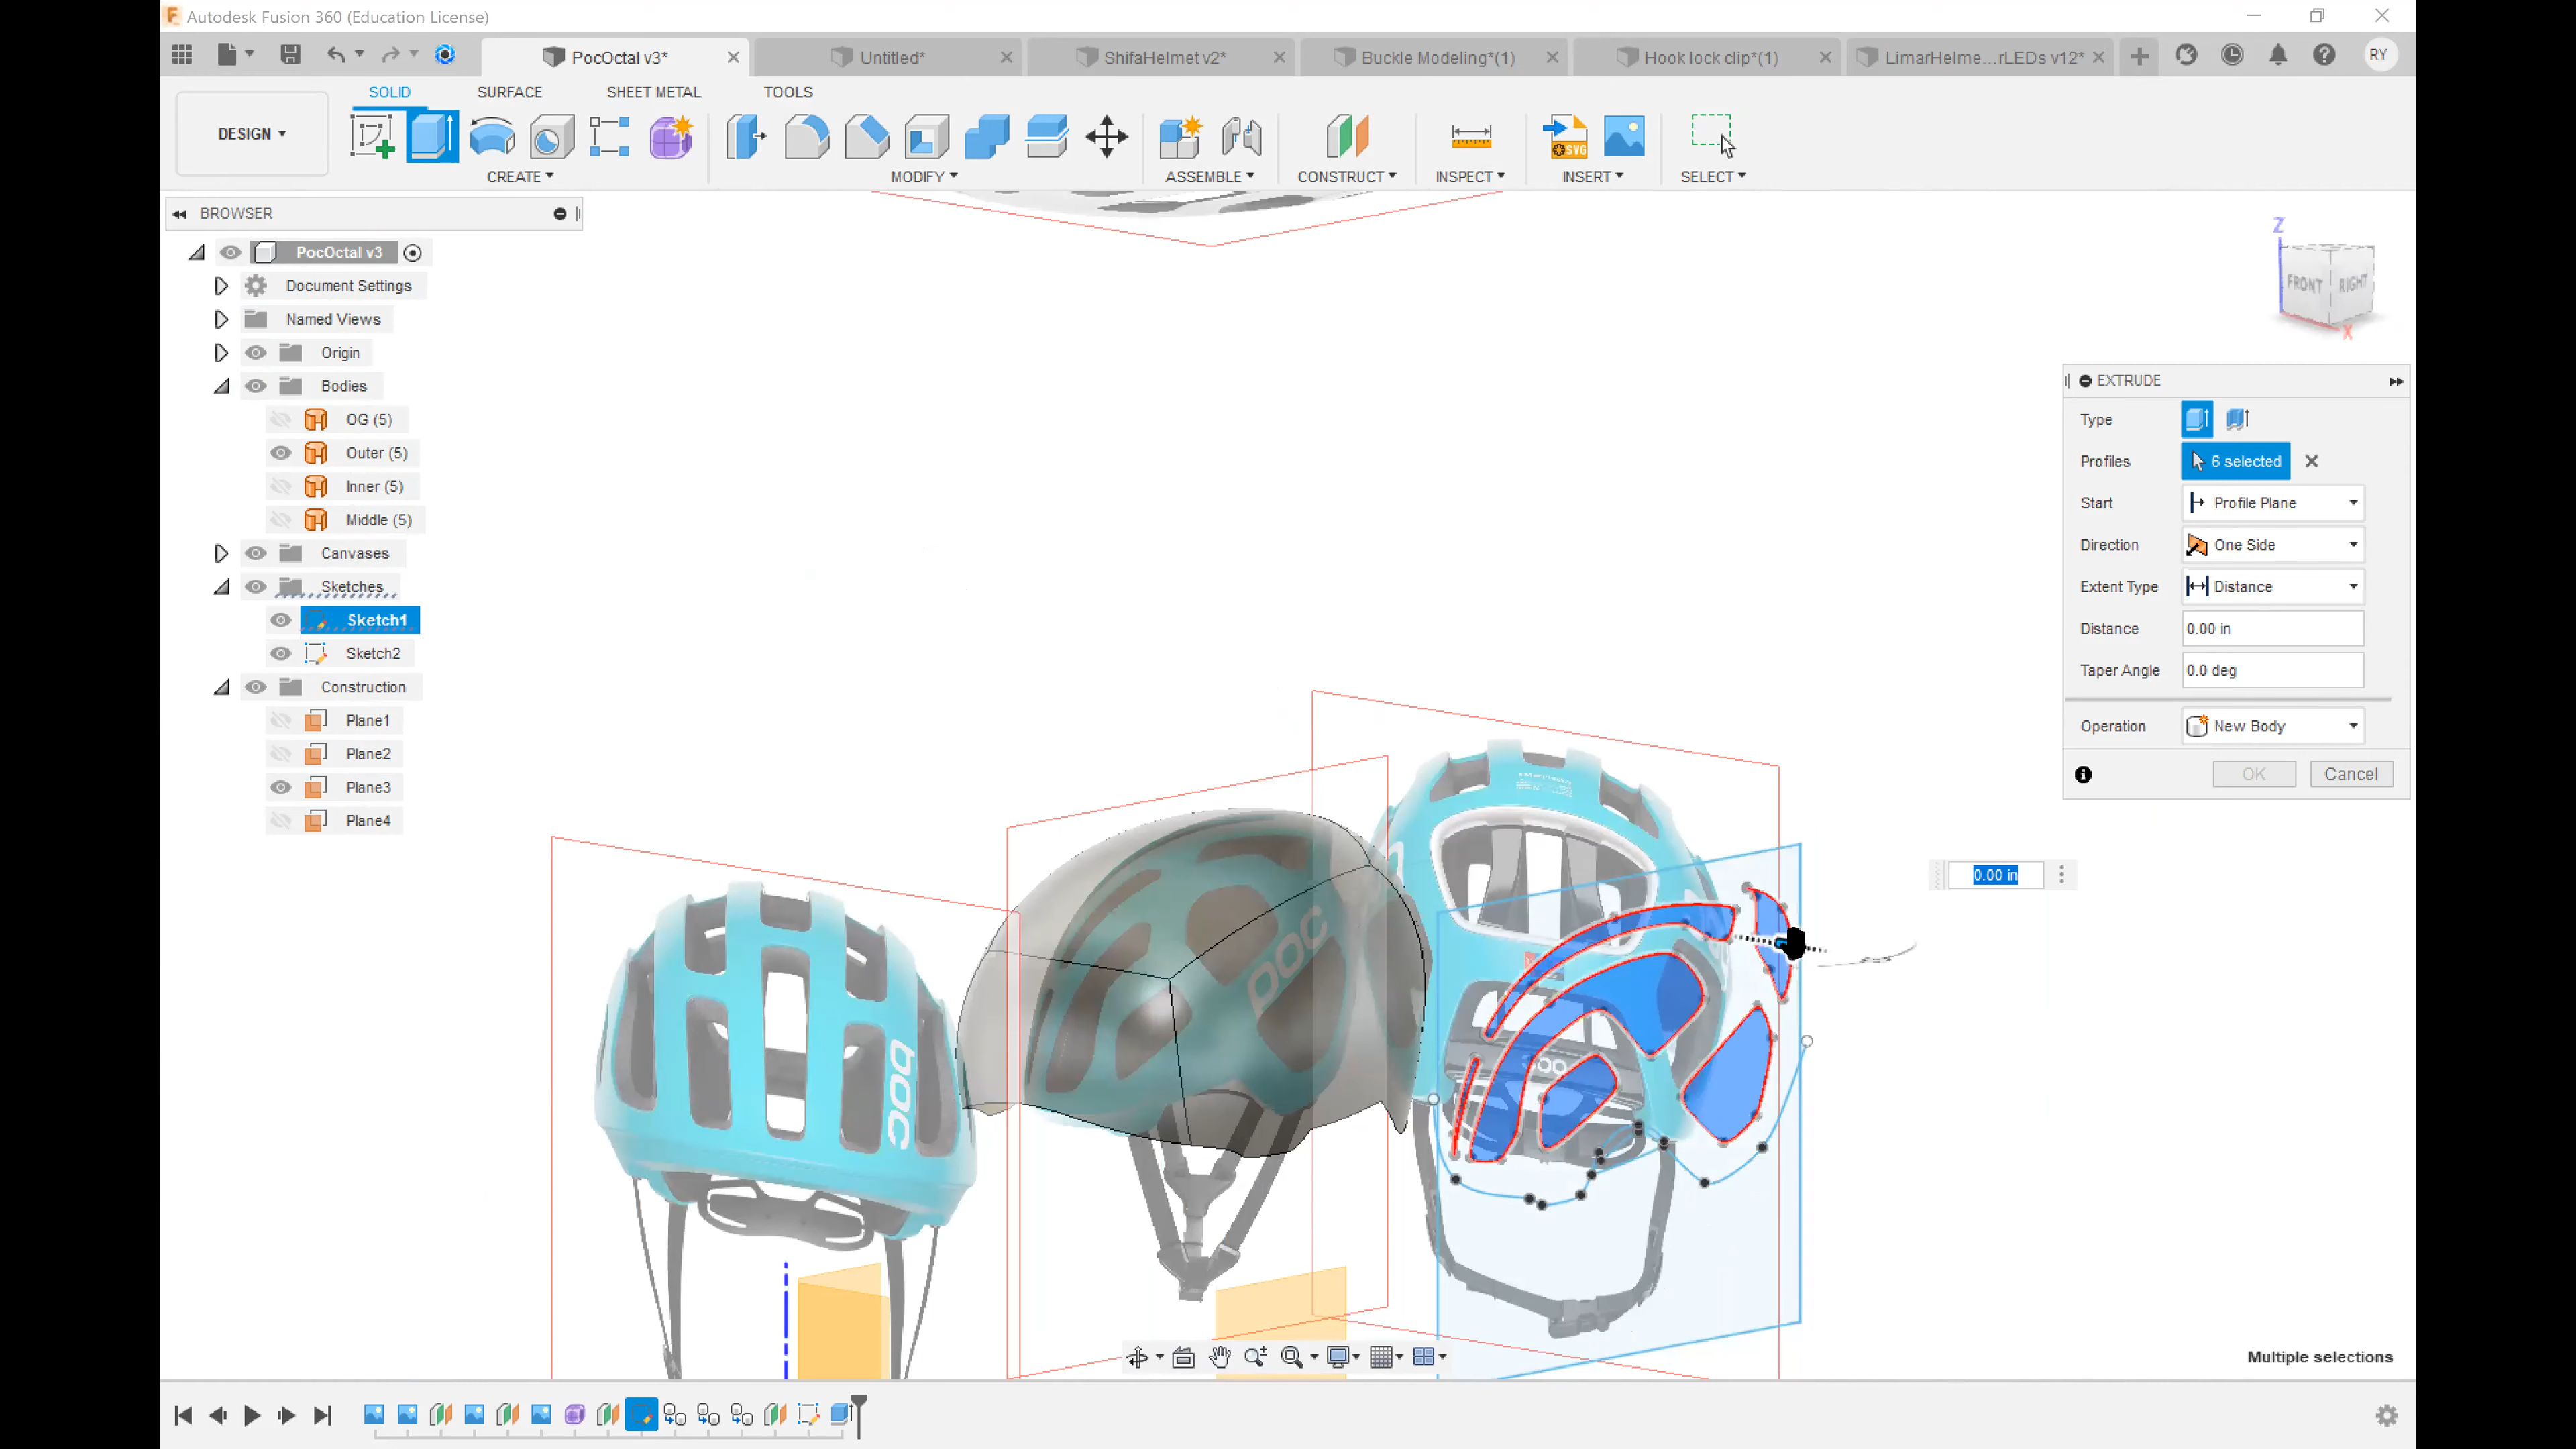 Autodesk Fusion 360 (Education License)
PocOctal v3*
Untitled*
ShifaHelmet v2*
Buckle Modeling*(1)
Hook lock clip*(1)
LimarHelme...rLEDs v12*
RY
SOLID
SURFACE
SHEET METAL
TOOLS
DESIGN
SVG
CREATE
MODIFY
ASSEMBLE
CONSTRUCT
INSPECT
INSERT
SELECT
BROWSER
PocOctal v3
Document Settings
Named Views
Origin
Bodies
OG (5)
Outer (5)
Inner (5)
Middle (5)
Canvases
Sketches
Sketch1
Sketch2
Construction
Plane1
Plane2
Plane3
Plane4
Z
FRONT
RIGHT
X
EXTRUDE
Type
Profiles
6 selected
Start
Profile Plane
Direction
One Side
Extent Type
Distance
Distance
0.00 in
Taper Angle
0.0 deg
Operation
New Body
OK
Cancel
0.00 in
poc
poc
Multiple selections